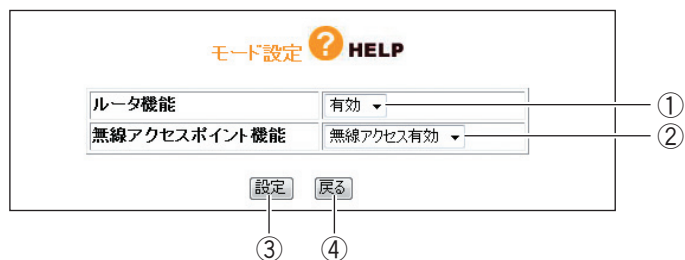 モード設定 ? HELP
ルータ機能 有効 ①
無線アクセスポイント機能 無線アクセス有効 ②
設定 戻る
③ ④